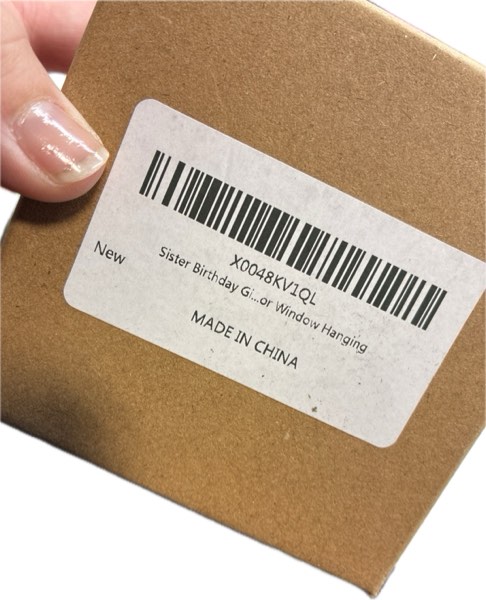 X0048KV1QL
Sister Birthday Gi...or Window Hanging
New
MADE IN CHINA